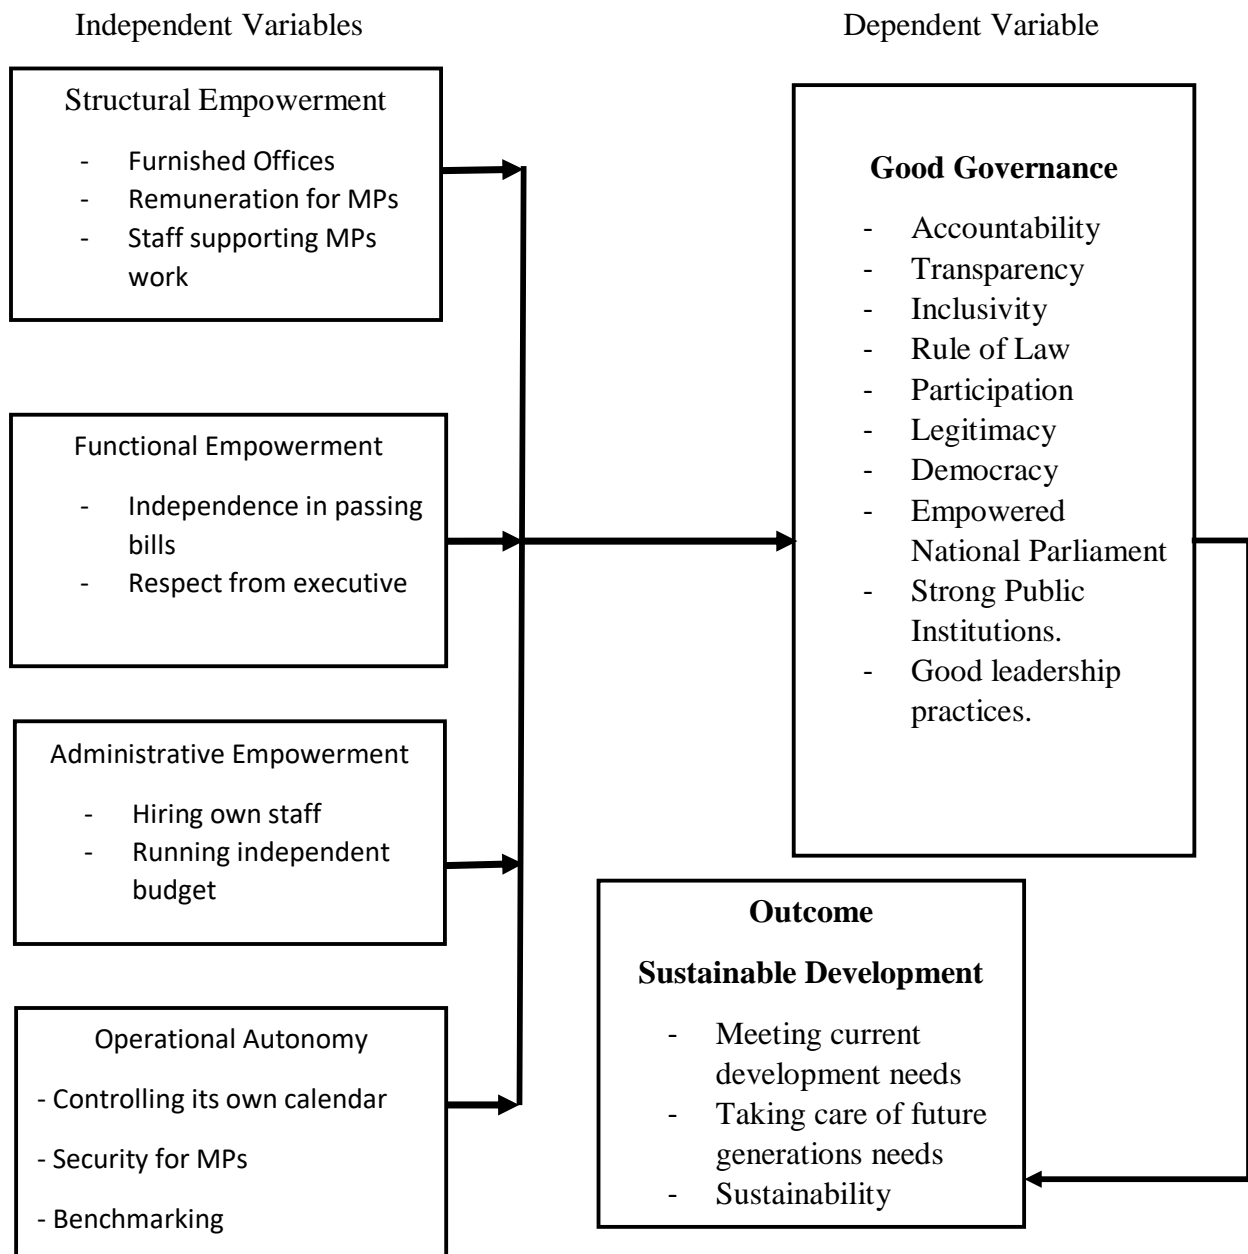 Independent Variables
Dependent Variable
Structural Empowerment
- Furnished Offices
- Remuneration for MPs
- Staff supporting MPs
work
Functional Empowerment
- Independence in passing
bills
- Respect from executive
Administrative Empowerment
- Hiring own staff
- Running independent
budget
Operational Autonomy
- Controlling its own calendar
- Security for MPs
- Benchmarking
Good Governance
- Accountability
- Transparency
- Inclusivity
- Rule of Law
- Participation
- Legitimacy
- Democracy
- Empowered
National Parliament
- Strong Public
Institutions.
- Good leadership
practices.
Outcome
Sustainable Development
- Meeting current
development needs
- Taking care of future
generations needs
- Sustainability